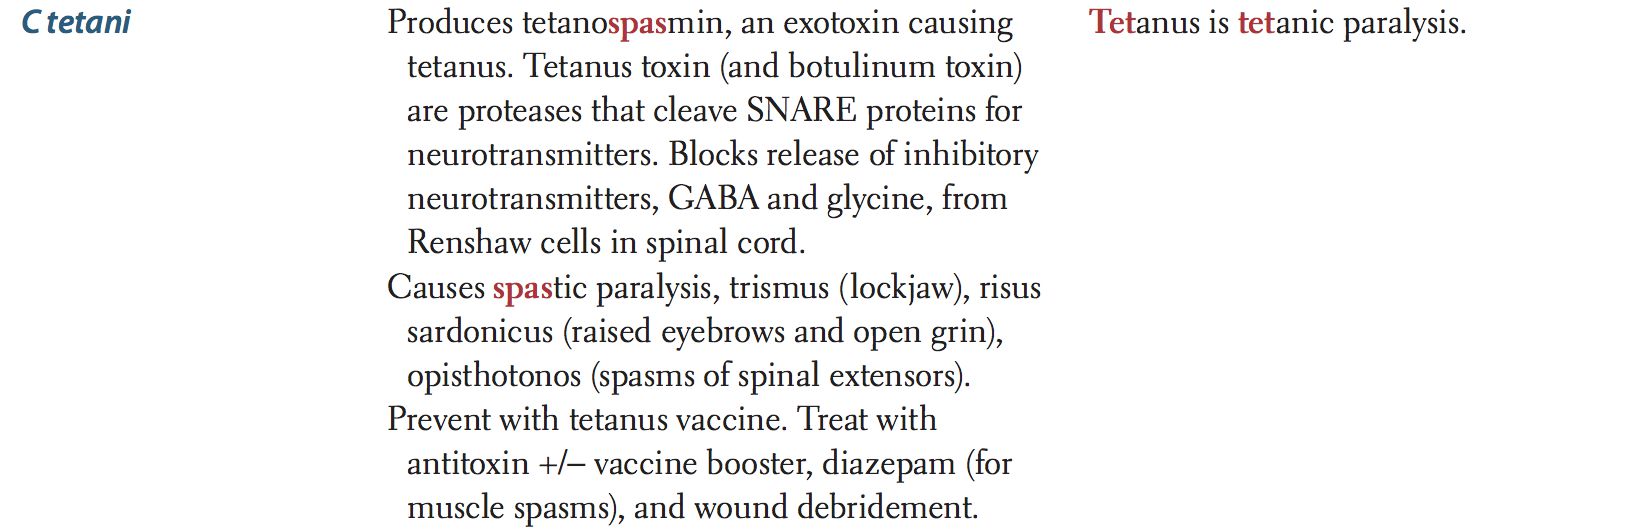 C tetani
Produces tetanospasmin, an exotoxin causing
tetanus. Tetanus toxin (and botulinum toxin)
are proteases that cleave SNARE proteins for
neurotransmitters. Blocks release of inhibitory
neurotransmitters, GABA and glycine, from
Renshaw cells in spinal cord.
Causes spastic paralysis, trismus (lockjaw), risus
sardonicus (raised eyebrows and open grin),
opisthotonos (spasms of spinal extensors).
Prevent with tetanus vaccine. Treat with
antitoxin +/− vaccine booster, diazepam (for
muscle spasms), and wound debridement.
Tetanus is tetanic paralysis.